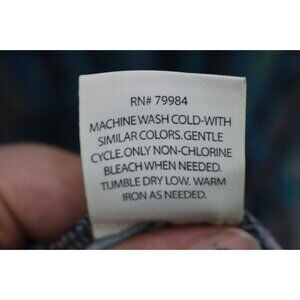 RN# 79984
MACHINE WASH COLD-WITH
SIMILAR COLORS. GENTLE
CYCLE. ONLY NON-CHLORINE
BLEACH WHEN NEEDED.
TUMBLE DRY LOW. WARM
IRON AS NEEDED.